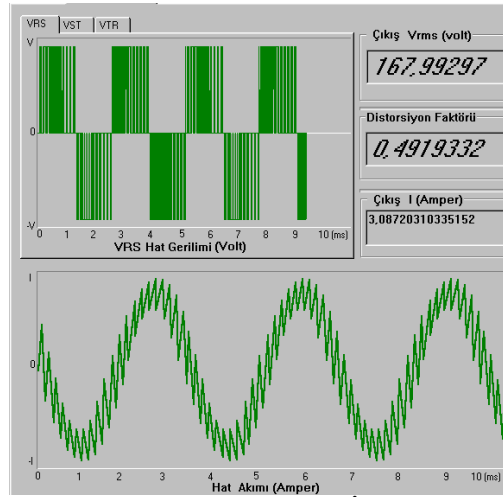 VRS VST VTR
V
0
-V
0 1 2 3 4 5 6 7 8 9 10 (ms)
VRS Hat Gerilimi (Volt)
Çıkış Vrms (volt)
167,99297
Distorsiyon Faktörü
0,4919332
Çıkış I (Amper)
3,08720310335152
I
0
-I
0 1 2 3 4 5 6 7 8 9 10 (ms)
Hat Akımı (Amper)